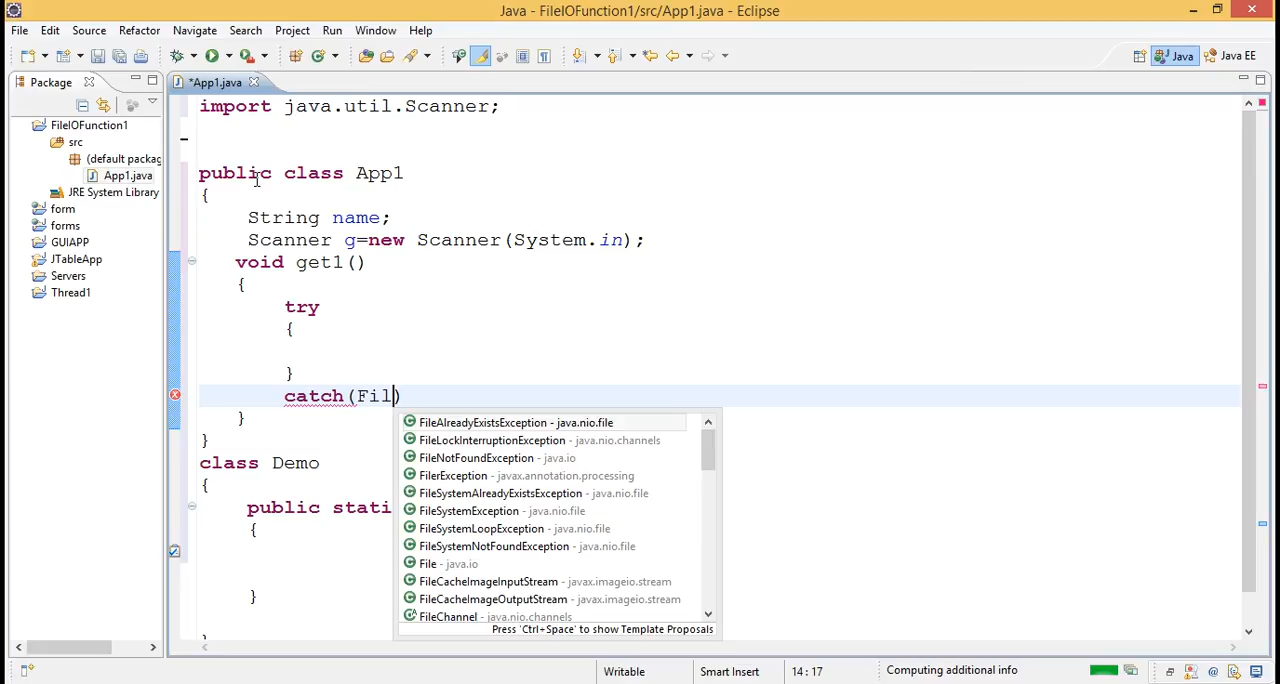 Java - FileIOFunction1/src/App1.java - Eclipse
File Edit Source Refactor Navigate Search Project Run Window Help
Java Java EE
Package
*App1.java
FileIOFunction1
src
(default packag
App1.java
JRE System Library
form
forms
GUIAPP
JTableApp
Servers
Thread1
import java.util.Scanner;
public class App1
{
String name;
Scanner g=new Scanner(System.in);
void get1()
{
try
{
}
catch(Fil)
}
}
class Demo
{
public stati
{
}
}
FileAlreadyExistsException - java.nio.file
FileLockInterruptionException - java.nio.channels
FileNotFoundException - java.io
FilerException - javax.annotation.processing
FileSystemAlreadyExistsException - java.nio.file
FileSystemException - java.nio.file
FileSystemLoopException - java.nio.file
FileSystemNotFoundException - java.nio.file
File - java.io
FileCacheImageInputStream - javax.imageio.stream
FileCacheImageOutputStream - javax.imageio.stream
FileChannel - java.nio.channels
Press 'Ctrl+Space' to show Template Proposals
Writable Smart Insert 14 : 17 Computing additional info